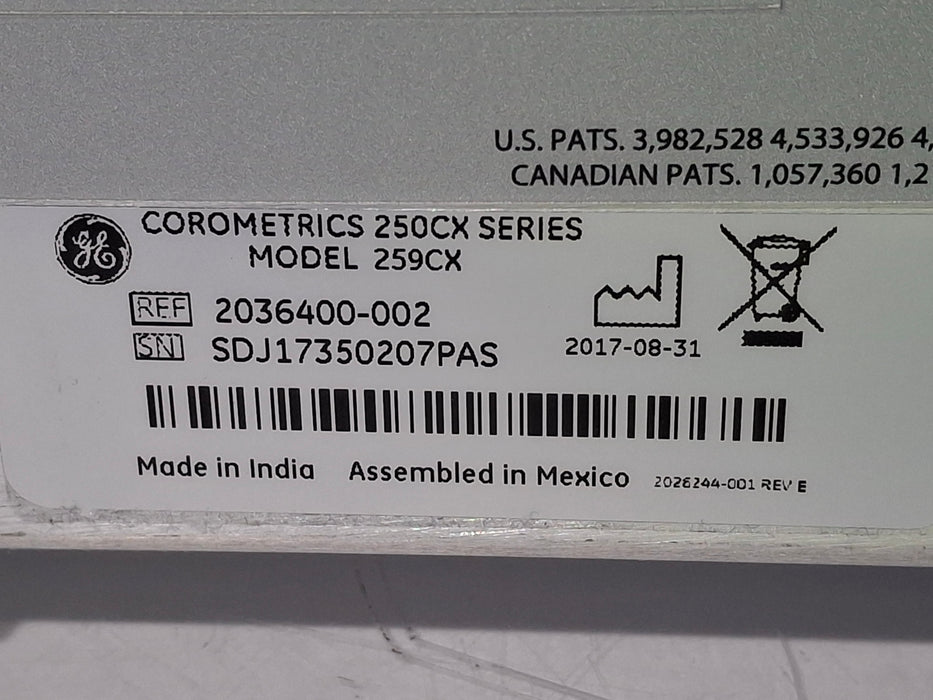 U.S. PATS. 3,982,528 4,533,926 4,
CANADIAN PATS. 1,057,360 1,2
GE
COROMETRICS 250CX SERIES
MODEL 259CX
REF 2036400-002
SN SDJ17350207PAS
2017-08-31
Made in India Assembled in Mexico 2026244-001 REV E